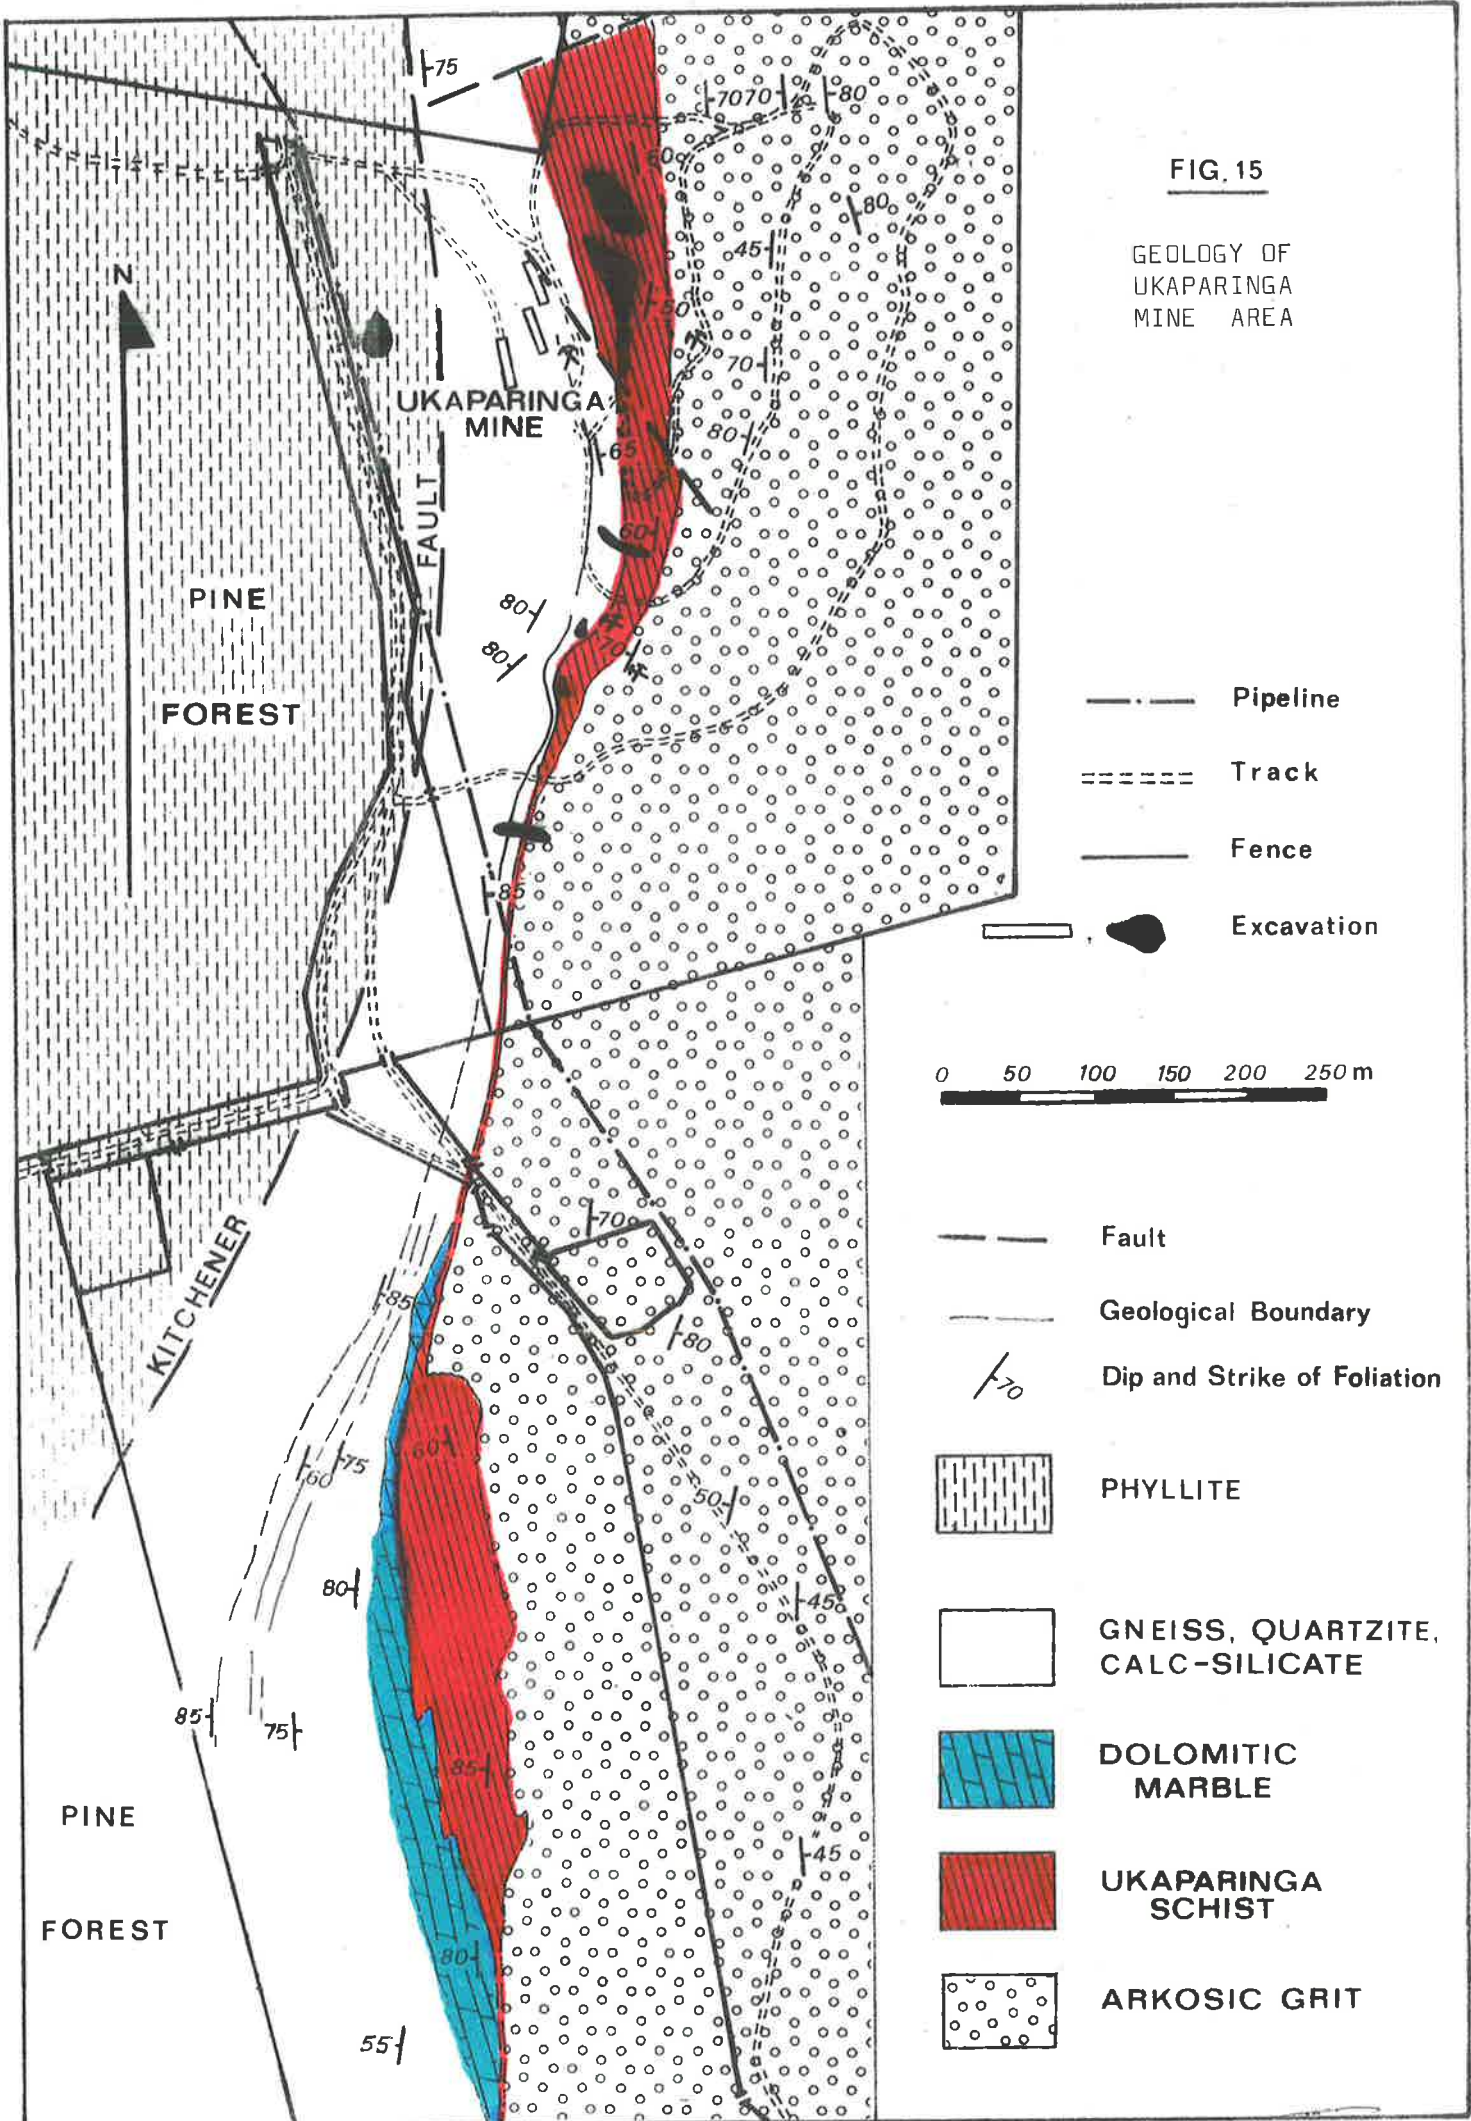 FIG. 15
GEOLOGY OF
UKAPARINGA
MINE AREA
N
75
7070
80
60
80
45
50
70
UKAPARINGA
MINE
80
65
FAULT
60
80
80
70
PINE
FOREST
85
Pipeline
Track
Fence
Excavation
0 50 100 150 200 250 m
KITCHENER
70
85
80
60
75
60
50
80
45
85
75
85
45
80
55
PINE
FOREST
Fault
Geological Boundary
70
Dip and Strike of Foliation
PHYLLITE
GNEISS, QUARTZITE,
CALC-SILICATE
DOLOMITIC
MARBLE
UKAPARINGA
SCHIST
ARKOSIC GRIT